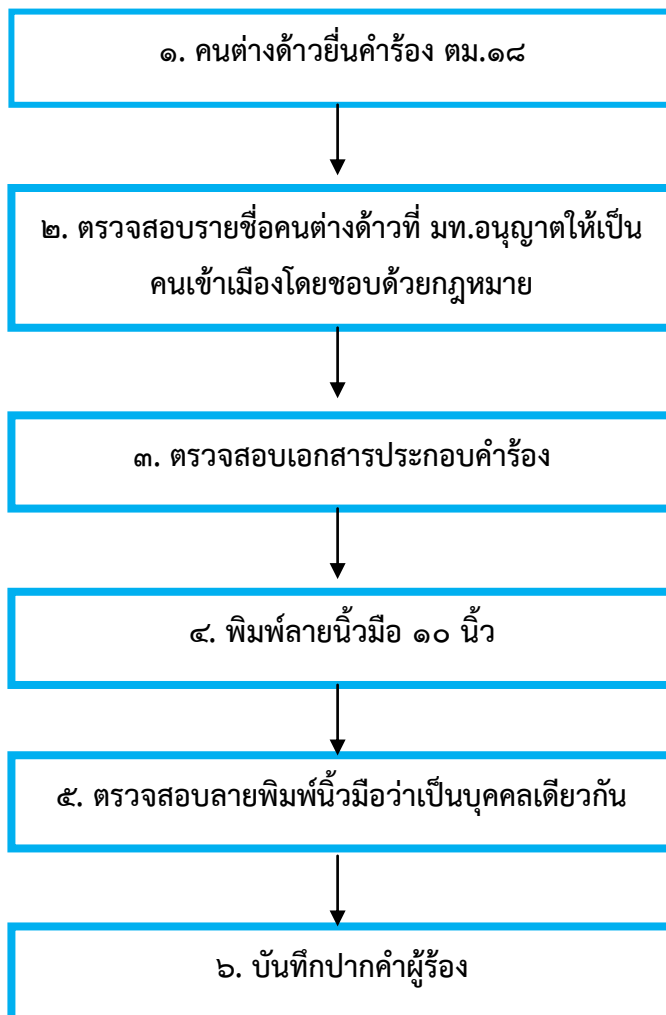 ๑. คนต่างด้าวยื่นคำร้อง ตม.๑๘
๒. ตรวจสอบรายชื่อคนต่างด้าวที่ มท.อนุญาตให้เป็น
คนเข้าเมืองโดยชอบด้วยกฎหมาย
๓. ตรวจสอบเอกสารประกอบคำร้อง
๔. พิมพ์ลายนิ้วมือ ๑๐ นิ้ว
๕. ตรวจสอบลายพิมพ์นิ้วมือว่าเป็นบุคคลเดียวกัน
๖. บันทึกปากคำผู้ร้อง